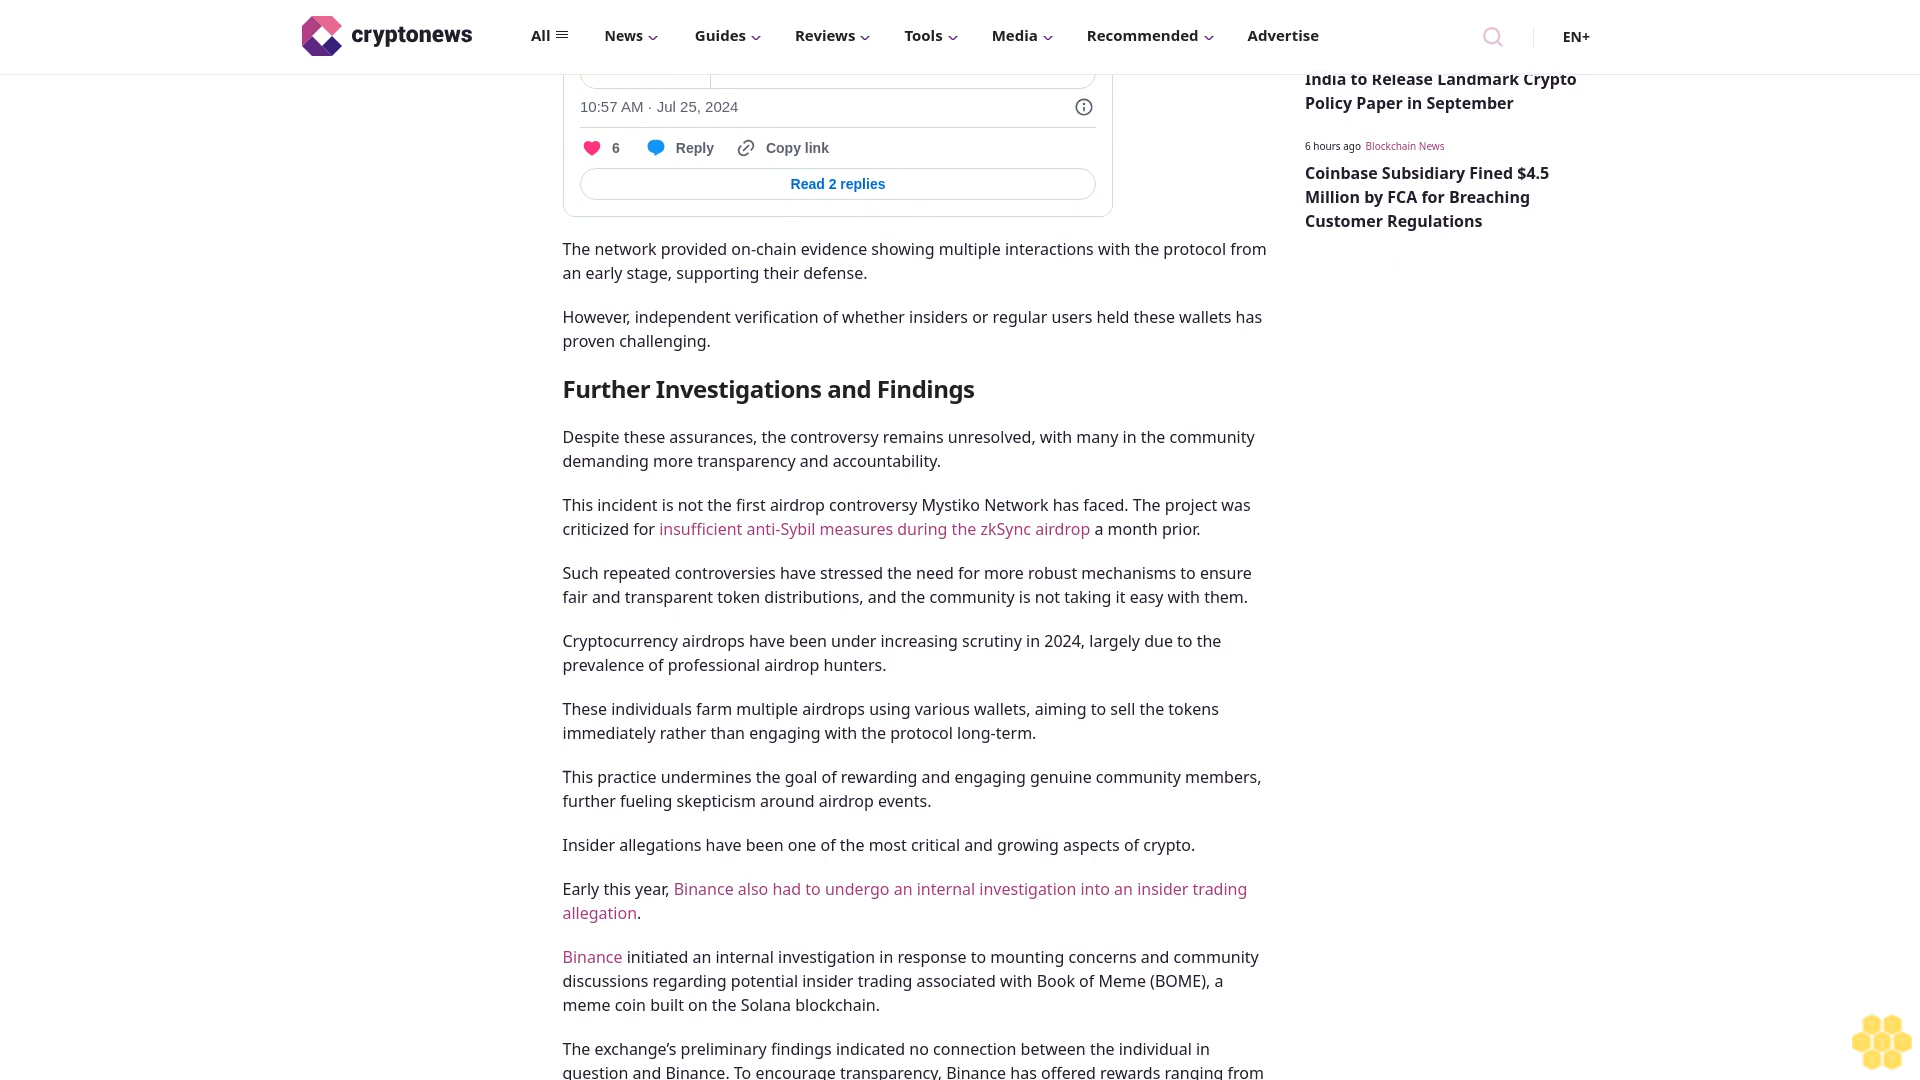 cryptonews
All
News
Guides
Reviews
Tools
Media
Recommended
Advertise
EN+
10:57 AM · Jul 25, 2024
6
Reply
Copy link
Read 2 replies
The network provided on-chain evidence showing multiple interactions with the protocol from
an early stage, supporting their defense.
However, independent verification of whether insiders or regular users held these wallets has
proven challenging.
Further Investigations and Findings
Despite these assurances, the controversy remains unresolved, with many in the community
demanding more transparency and accountability.
This incident is not the first airdrop controversy Mystiko Network has faced. The project was
criticized for insufficient anti-Sybil measures during the zkSync airdrop a month prior.
Such repeated controversies have stressed the need for more robust mechanisms to ensure
fair and transparent token distributions, and the community is not taking it easy with them.
Cryptocurrency airdrops have been under increasing scrutiny in 2024, largely due to the
prevalence of professional airdrop hunters.
These individuals farm multiple airdrops using various wallets, aiming to sell the tokens
immediately rather than engaging with the protocol long-term.
This practice undermines the goal of rewarding and engaging genuine community members,
further fueling skepticism around airdrop events.
Insider allegations have been one of the most critical and growing aspects of crypto.
Early this year, Binance also had to undergo an internal investigation into an insider trading
allegation.
Binance initiated an internal investigation in response to mounting concerns and community
discussions regarding potential insider trading associated with Book of Meme (BOME), a
meme coin built on the Solana blockchain.
The exchange’s preliminary findings indicated no connection between the individual in
question and Binance. To encourage transparency, Binance has offered rewards ranging from
India to Release Landmark Crypto
Policy Paper in September
6 hours ago Blockchain News
Coinbase Subsidiary Fined $4.5
Million by FCA for Breaching
Customer Regulations